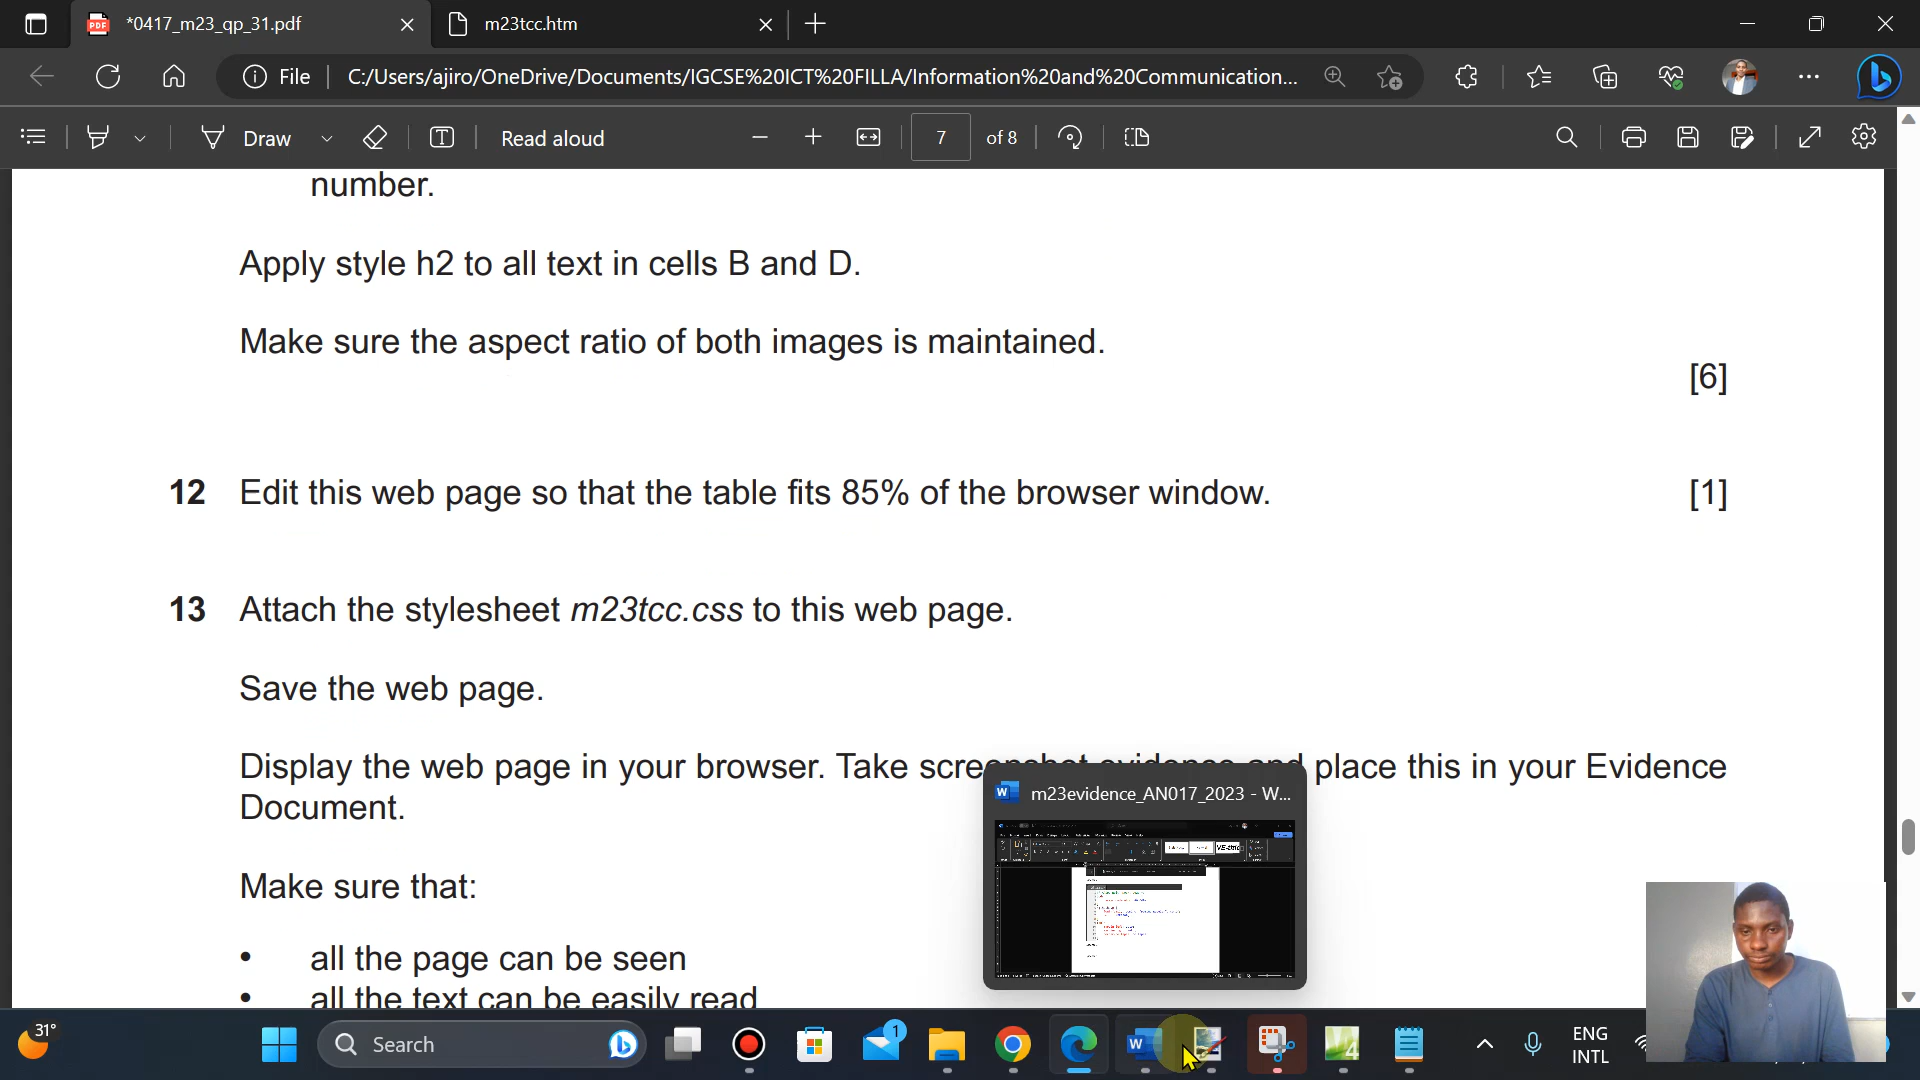 *0417_m23_qp_31.pdf
m23tcc.htm
File
C:/Users/ajiro/OneDrive/Documents/IGCSE%20ICT%20FILLA/Information%20and%20Communication...
Draw
Read aloud
7
of 8
number.
Apply style h2 to all text in cells B and D.
Make sure the aspect ratio of both images is maintained.
[6]
12 Edit this web page so that the table fits 85% of the browser window. [1]
13 Attach the stylesheet m23tcc.css to this web page.
Save the web page.
Display the web page in your browser. Take screenshot evidence and place this in your Evidence
Document.
m23evidence_AN017_2023 - W...
Make sure that:
• all the page can be seen
• all the text can be easily read
31°
Search
1
ENG
INTL